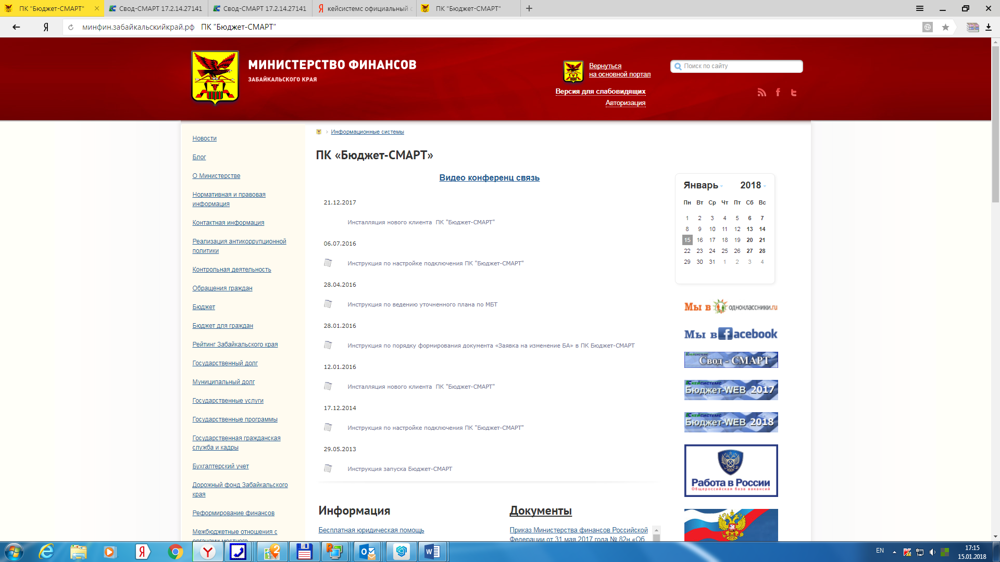 ПК "Бюджет-СМАРТ"
Свод-СМАРТ 17.2.14.27141
Свод-СМАРТ 17.2.14.27141
кейсистемс официальный
ПК "Бюджет-СМАРТ"
Я
минфин.забайкальскийкрай.рф ПК "Бюджет-СМАРТ"
МИНИСТЕРСТВО ФИНАНСОВ
ЗАБАЙКАЛЬСКОГО КРАЯ
Вернуться
на основной портал
Версия для слабовидящих
Авторизация
Поиск по сайту
Новости
Блог
О Министерстве
Нормативная и правовая
информация
Контактная информация
Реализация антикоррупционной
политики
Контрольная деятельность
Обращения граждан
Бюджет
Бюджет для граждан
Рейтинг Забайкальского края
Государственный долг
Муниципальный долг
Государственные услуги
Государственные программы
Государственная гражданская
служба и кадры
Бухгалтерский учет
Дорожный фонд Забайкальского
края
Реформирование финансов
Межбюджетные отношения с
органами местного
Информационные системы
ПК «Бюджет-СМАРТ»
Видео конференц связь
21.12.2017
Инсталляция нового клиента ПК "Бюджет-СМАРТ"
06.07.2016
Инструкция по настройке подключения ПК "Бюджет-СМАРТ"
28.04.2016
Инструкция по ведению уточненного плана по МБТ
28.01.2016
Инструкция по порядку формирования документа «Заявка на изменение БА» в ПК Бюджет-СМАРТ
12.01.2016
Инсталляция нового клиента ПК "Бюджет-СМАРТ"
17.12.2014
Инструкция по настройке подключения ПК "Бюджет-СМАРТ"
29.05.2013
Инструкция запуска Бюджет-СМАРТ
Информация
Бесплатная юридическая помощь
Документы
Приказ Министерства финансов Российской
Федерации от 31 мая 2017 года № 82н «Об
Январь 2018
Пн Вт Ср Чт Пт Сб Вс
1 2 3 4 5 6 7
8 9 10 11 12 13 14
15 16 17 18 19 20 21
22 23 24 25 26 27 28
29 30 31 1 2 3 4
Мы в одноклассники.ru
Мы в facebook
Кейсистемс
Свод - СМАРТ
Кейсистемс
Бюджет-WEB 2017
Кейсистемс
Бюджет-WEB 2018
Работа в России
Общероссийская база вакансий
EN
17:15
15.01.2018